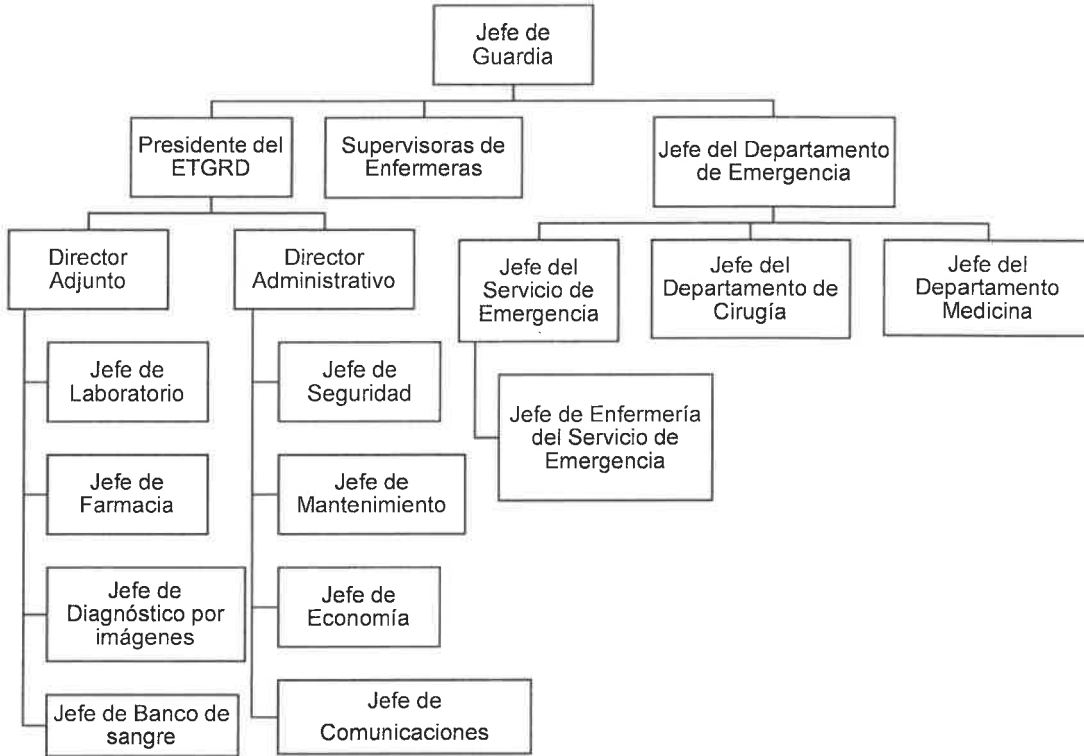 Jefe de
Guardia
Presidente del
ETGRD
Supervisoras de
Enfermeras
Jefe del Departamento
de Emergencia
Director
Adjunto
Director
Administrativo
Jefe del
Servicio de
Emergencia
Jefe del
Departamento de
Cirugía
Jefe del
Departamento
Medicina
Jefe de
Laboratorio
Jefe de
Seguridad
Jefe de Enfermería
del Servicio de
Emergencia
Jefe de
Farmacia
Jefe de
Mantenimiento
Jefe de
Diagnóstico por
imágenes
Jefe de
Economía
Jefe de Banco de
sangre
Jefe de
Comunicaciones